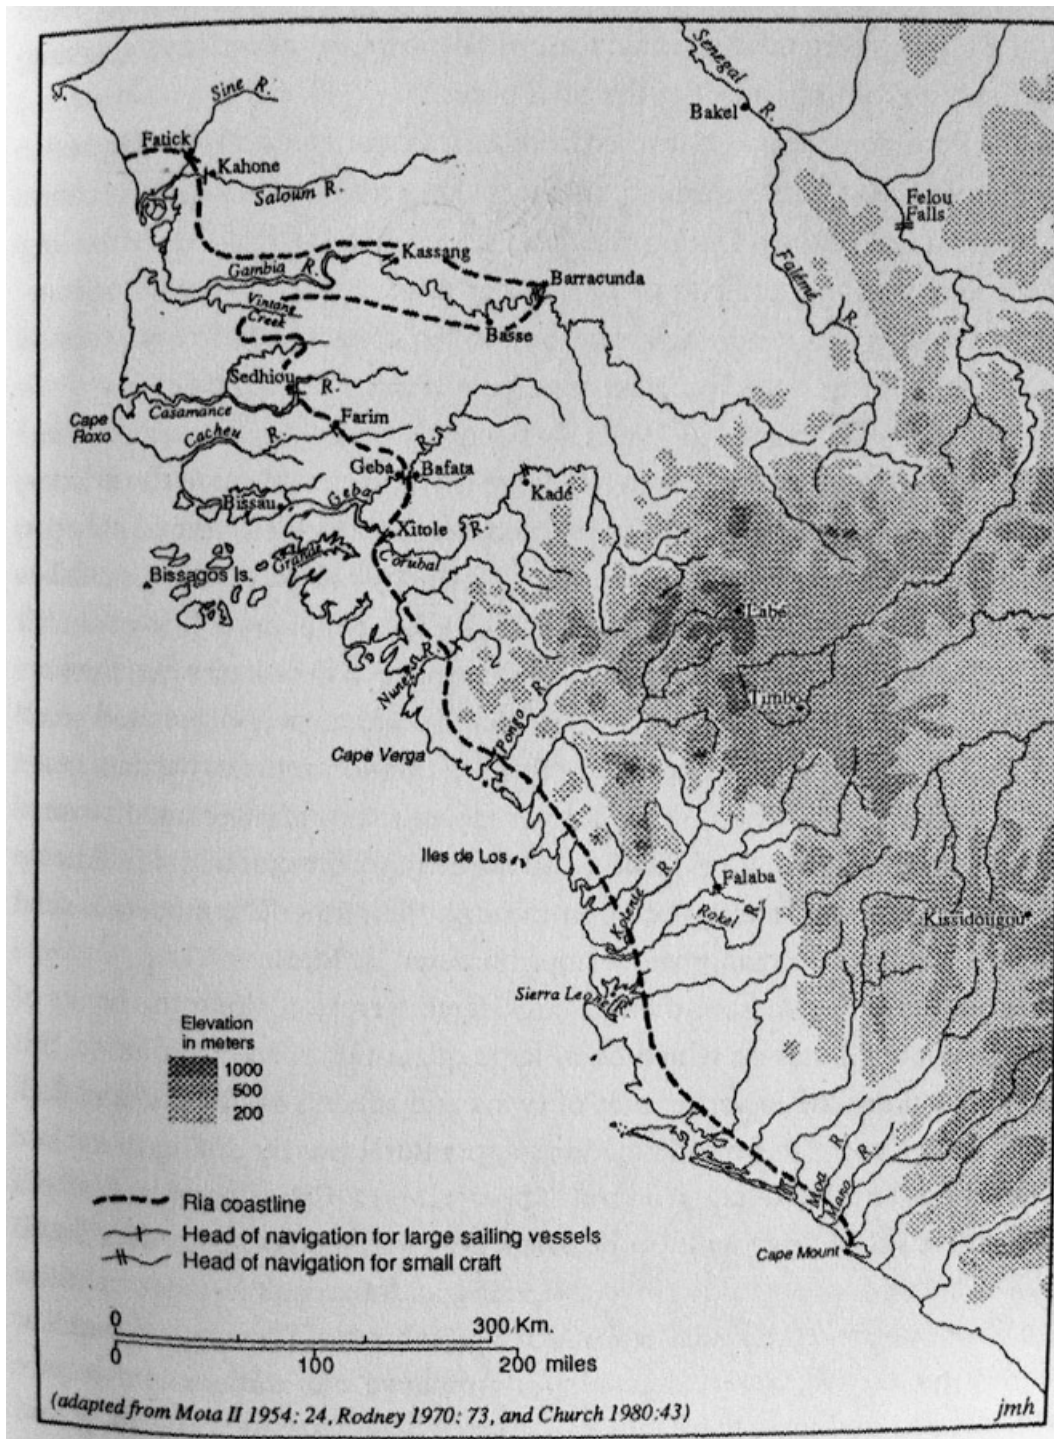 Senegal
R.
Bakel
Sine R.
Fatick
Kahone
Saloum R.
Felou
Falls
Falémé
R.
Kassang
Gambia R.
Barracunda
Vintang
Creek
Basse
Sedhiou
R.
Casamance
Cape
Roxo
Farim
Cacheu R.
R.
Geba
Bafata
Kadé
Geba
Bissau
Xitole
R.
Corubal
Grande
Bissagos Is.
Labé
Nunez R.
Timbo
Pongo R.
Cape Verga
Iles de Los
Kolenté R.
Falaba
Rokel R.
Kissidougou
Sierra Leone
Elevation
in meters
1000
500
200
Moa R.
Mano R.
Cape Mount
Ria coastline
Head of navigation for large sailing vessels
Head of navigation for small craft
0 300 Km.
0 100 200 miles
(adapted from Mota II 1954: 24, Rodney 1970: 73, and Church 1980:43)
jmh